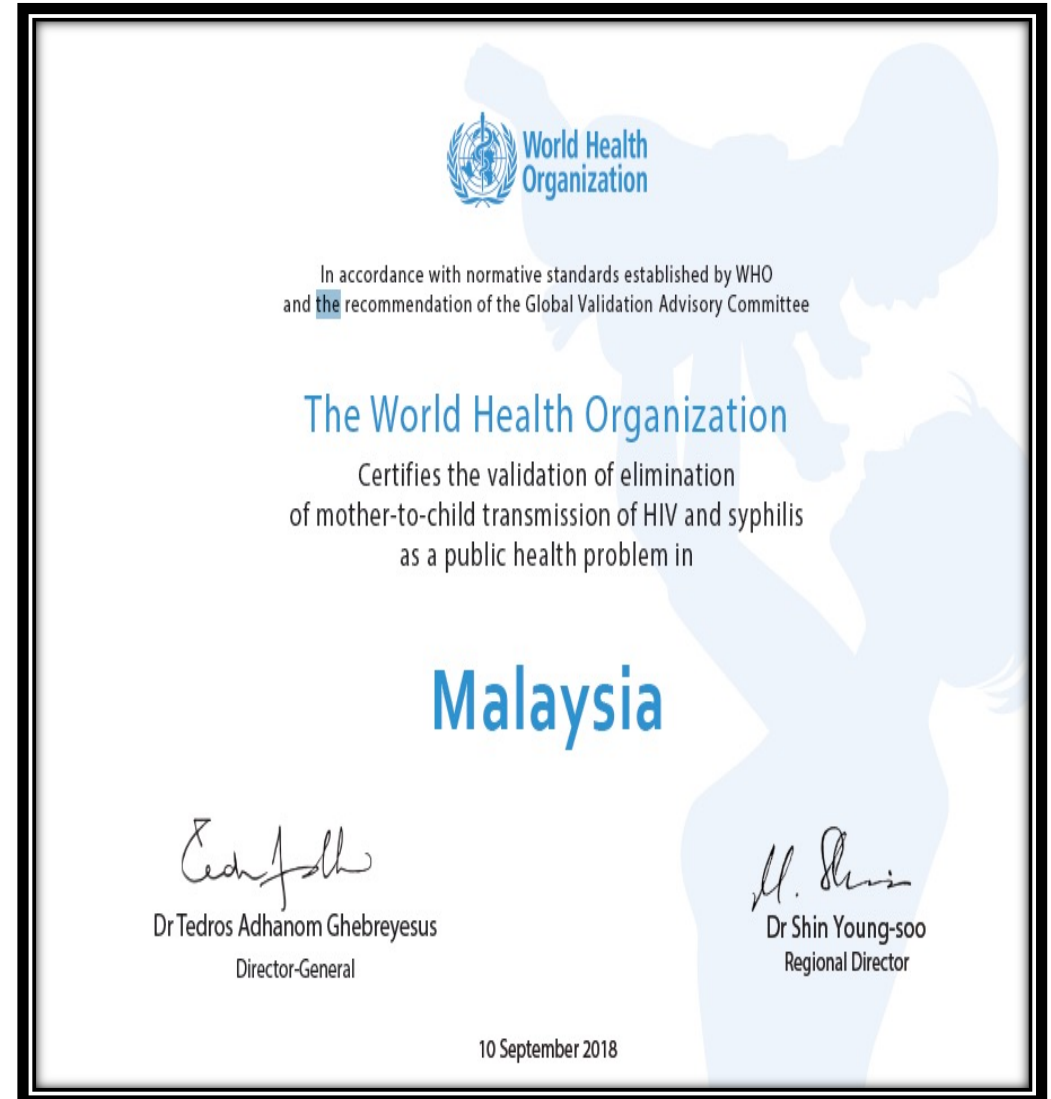 World Health
Organization
In accordance with normative standards established by WHO
and the recommendation of the Global Validation Advisory Committee
The World Health Organization
Certifies the validation of elimination
of mother-to-child transmission of HIV and syphilis
as a public health problem in
Malaysia
Dr Tedros Adhanom Ghebreyesus
Director-General
M. Shin
Dr Shin Young-soo
Regional Director
10 September 2018